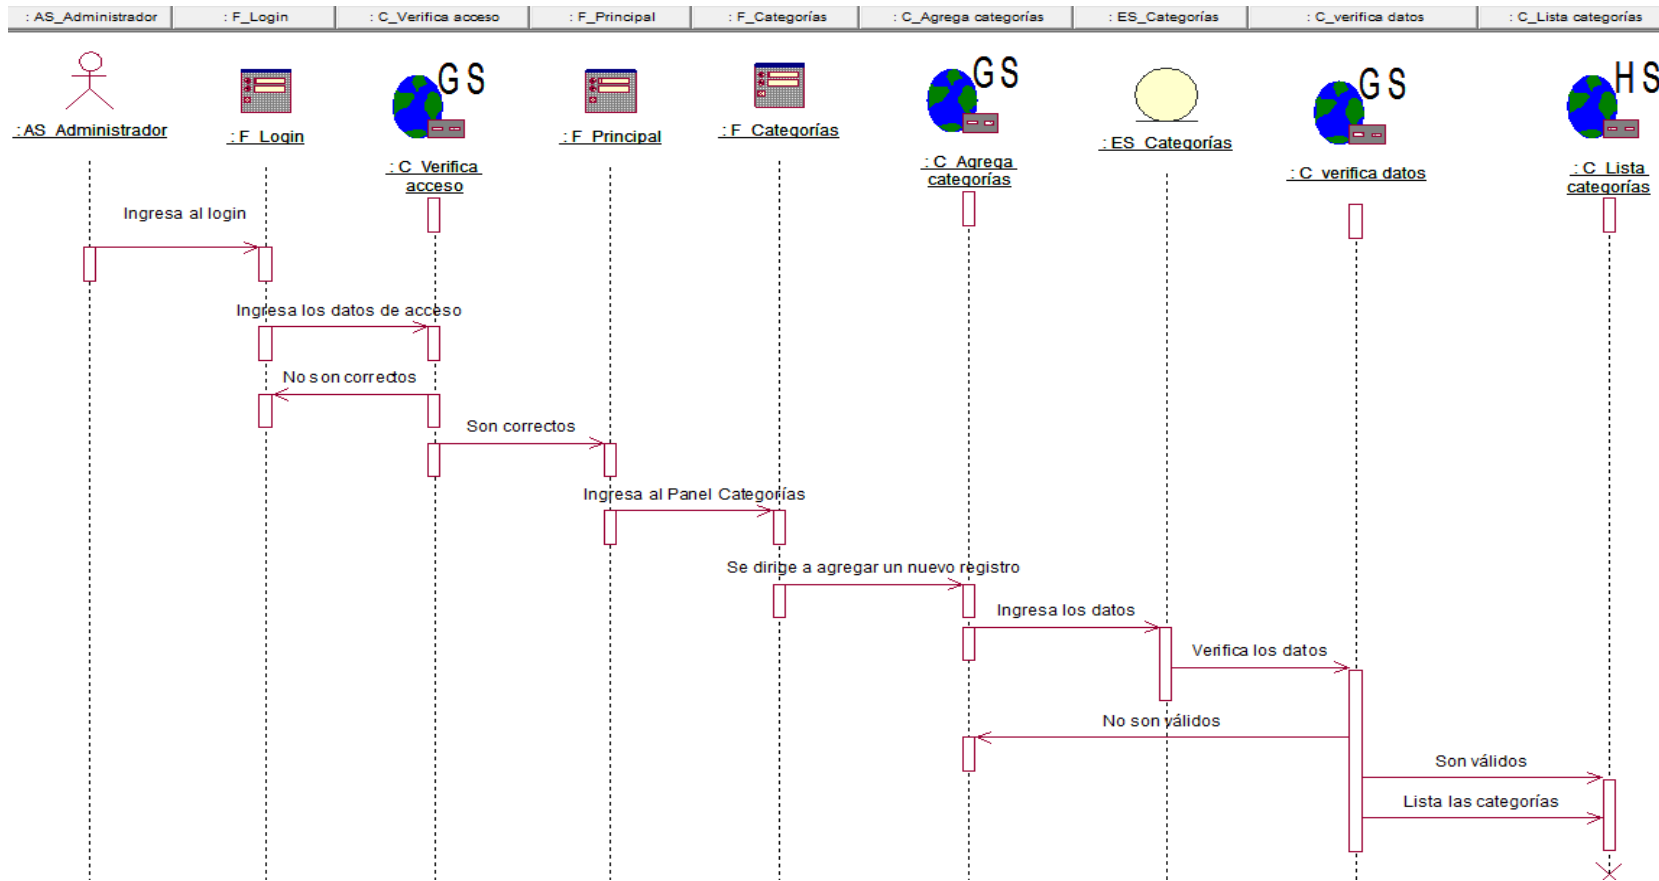 : AS_Administrador
: F_Login
: C_Verifica acceso
: F_Principal
: F_Categorías
: C_Agrega categorías
: ES_Categorías
: C_verifica datos
: C_Lista categorías
GS
GS
GS
HS
: AS_Administrador
: F_Login
: C_Verifica
acceso
: F_Principal
: F_Categorías
: C_Agrega
categorías
: ES_Categorías
: C_verifica datos
: C_Lista
categorías
Ingresa al login
Ingresa los datos de acceso
No son correctos
Son correctos
Ingresa al Panel Categorías
Se dirige a agregar un nuevo registro
Ingresa los datos
Verifica los datos
No son válidos
Son válidos
Lista las categorías